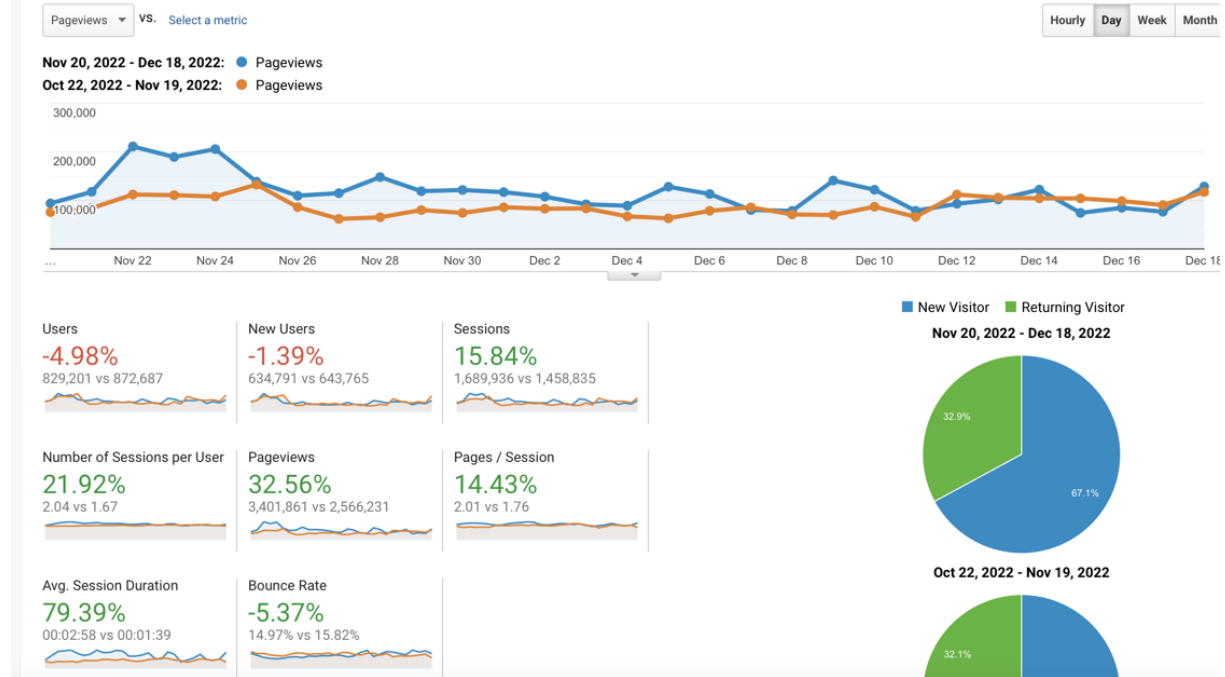 Pageviews VS. Select a metric
Hourly Day Week Month
Nov 20, 2022 - Dec 18, 2022: Pageviews
Oct 22, 2022 - Nov 19, 2022: Pageviews
300,000
200,000
100,000
... Nov 22 Nov 24 Nov 26 Nov 28 Nov 30 Dec 2 Dec 4 Dec 6 Dec 8 Dec 10 Dec 12 Dec 14 Dec 16 Dec 18
New Visitor Returning Visitor
Nov 20, 2022 - Dec 18, 2022
32.9%
67.1%
Oct 22, 2022 - Nov 19, 2022
32.1%
Users New Users Sessions
-4.98% -1.39% 15.84%
829,201 vs 872,687 634,791 vs 643,765 1,689,936 vs 1,458,835
Number of Sessions per User Pageviews Pages / Session
21.92% 32.56% 14.43%
2.04 vs 1.67 3,401,861 vs 2,566,231 2.01 vs 1.76
Avg. Session Duration Bounce Rate
79.39% -5.37%
00:02:58 vs 00:01:39 14.97% vs 15.82%